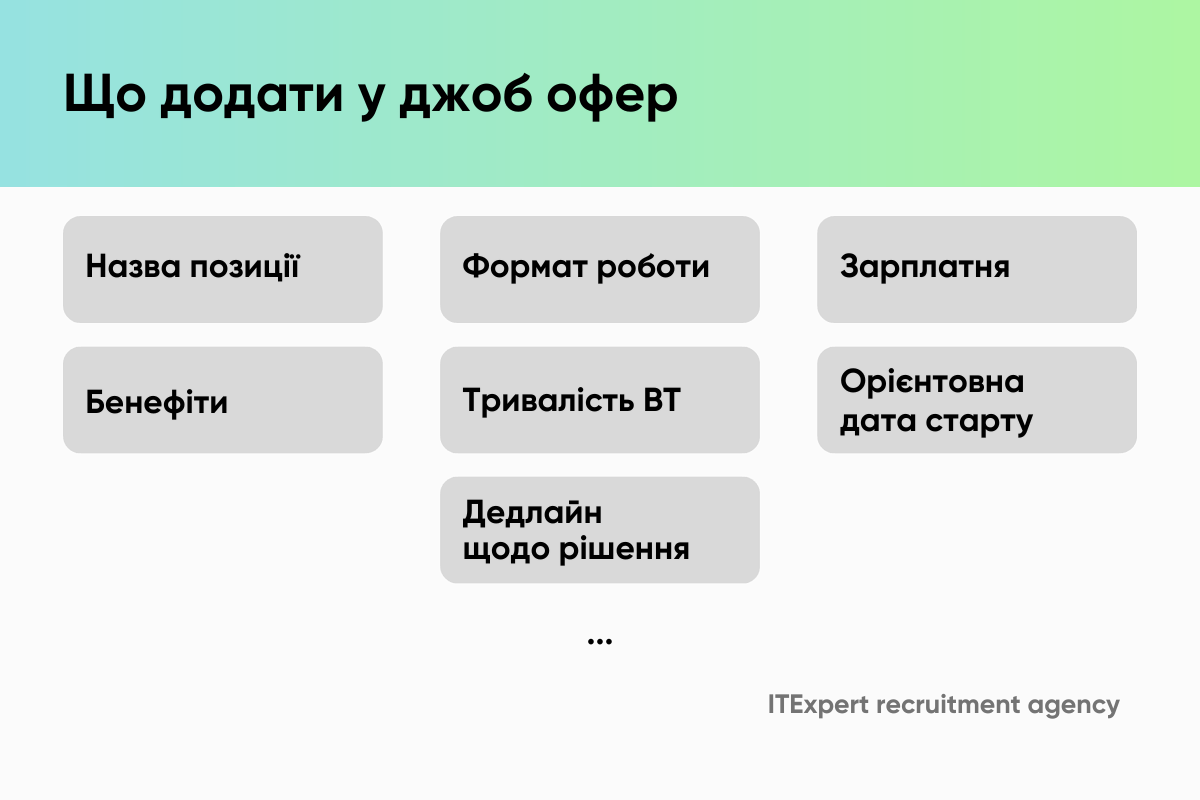 Що додати у джоб офер
Назва позиції
Формат роботи
Зарплатня
Бенефіти
Тривалість ВТ
Орієнтовна
дата старту
Дедлайн
щодо рішення
...
ITExpert recruitment agency